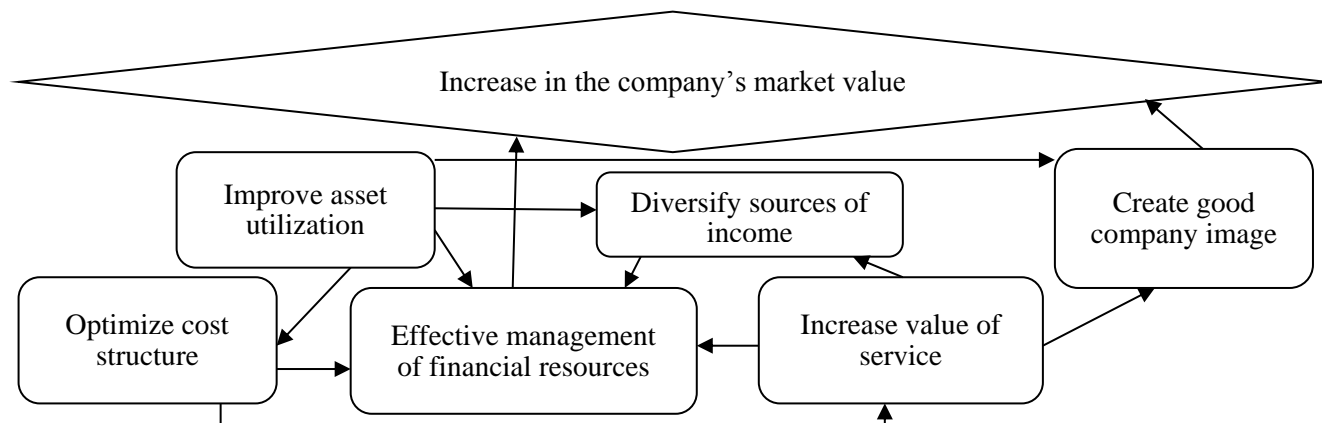 Increase in the company’s market value
Improve asset
utilization
Diversify sources of
income
Create good
company image
Optimize cost
structure
Effective management
of financial resources
Increase value of
service